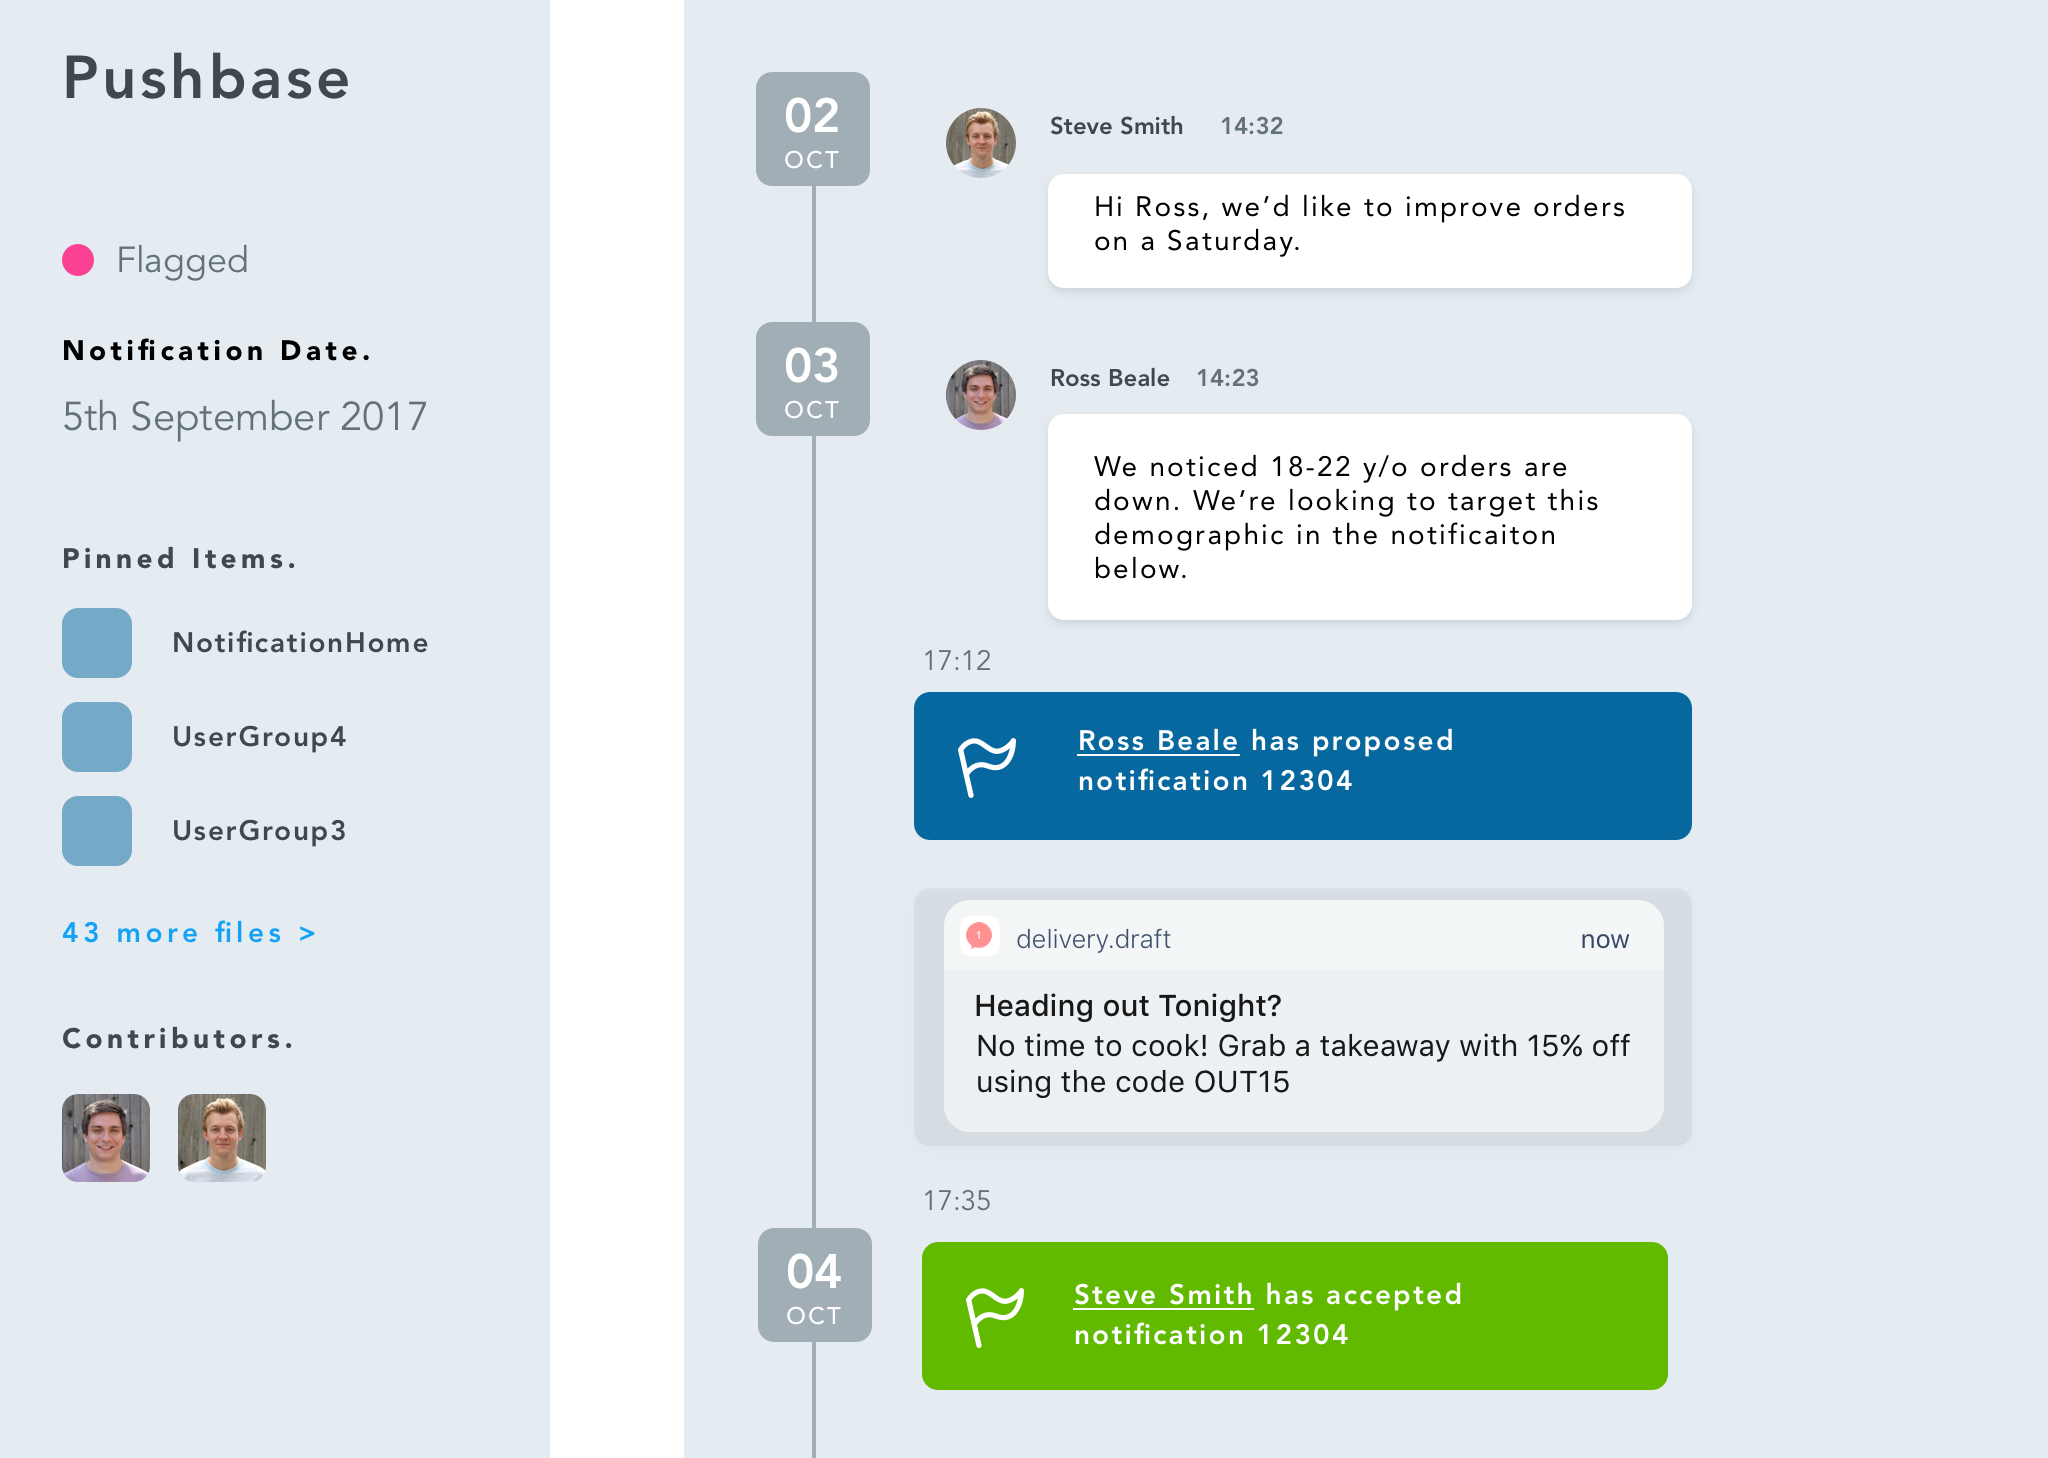 Pushbase
Flagged
Notification Date.
5th September 2017
Pinned Items.
NotificationHome
UserGroup4
UserGroup3
43 more files >
Contributors.
02
OCT
Steve Smith 14:32
Hi Ross, we’d like to improve orders
on a Saturday.
03
OCT
Ross Beale 14:23
We noticed 18-22 y/o orders are
down. We’re looking to target this
demographic in the notificaiton
below.
17:12
Ross Beale has proposed
notification 12304
1
delivery.draft now
Heading out Tonight?
No time to cook! Grab a takeaway with 15% off
using the code OUT15
17:35
04
OCT
Steve Smith has accepted
notification 12304